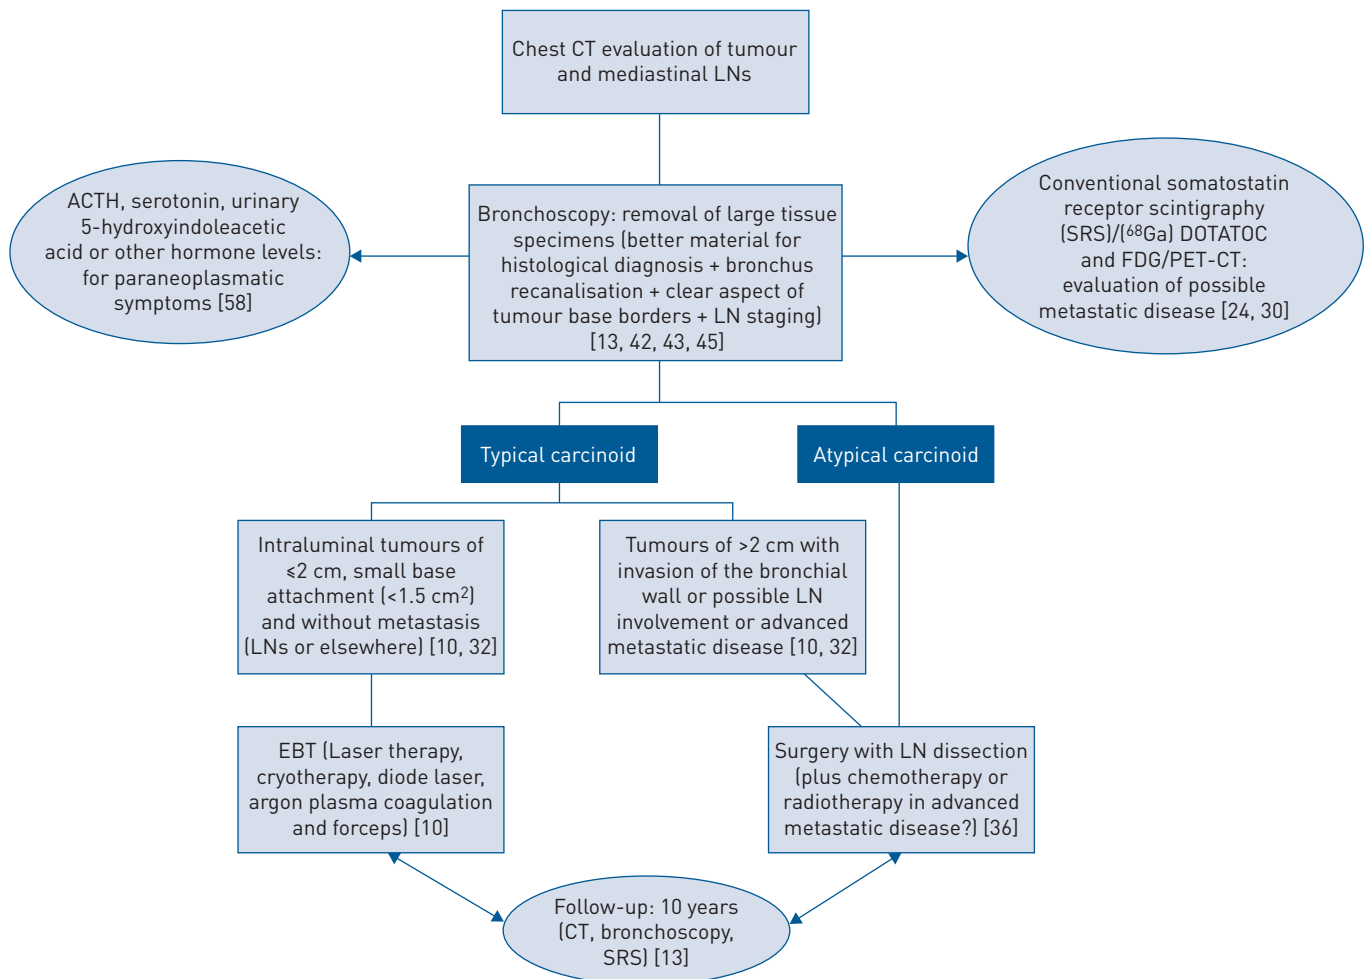 Chest CT evaluation of tumour
and mediastinal LNs
ACTH, serotonin, urinary
5-hydroxyindoleacetic
acid or other hormone levels:
for paraneoplasmatic
symptoms [58]
Bronchoscopy: removal of large tissue
specimens (better material for
histological diagnosis + bronchus
recanalisation + clear aspect of
tumour base borders + LN staging)
[13, 42, 43, 45]
Conventional somatostatin
receptor scintigraphy
(SRS)/(⁶⁸Ga) DOTATOC
and FDG/PET-CT:
evaluation of possible
metastatic disease [24, 30]
Typical carcinoid
Atypical carcinoid
Intraluminal tumours of
⩽2 cm, small base
attachment (<1.5 cm²)
and without metastasis
(LNs or elsewhere) [10, 32]
Tumours of >2 cm with
invasion of the bronchial
wall or possible LN
involvement or advanced
metastatic disease [10, 32]
EBT (Laser therapy,
cryotherapy, diode laser,
argon plasma coagulation
and forceps) [10]
Surgery with LN dissection
(plus chemotherapy or
radiotherapy in advanced
metastatic disease?) [36]
Follow-up: 10 years
(CT, bronchoscopy,
SRS) [13]